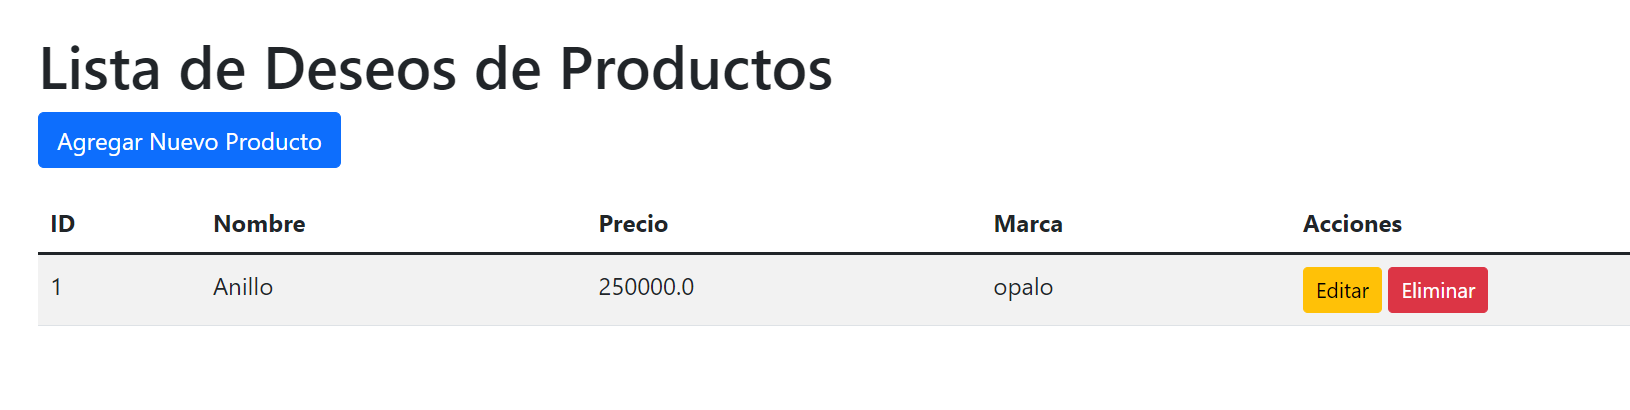 Lista de Deseos de Productos
Agregar Nuevo Producto
ID Nombre Precio Marca Acciones
1 Anillo 250000.0 opalo Editar Eliminar